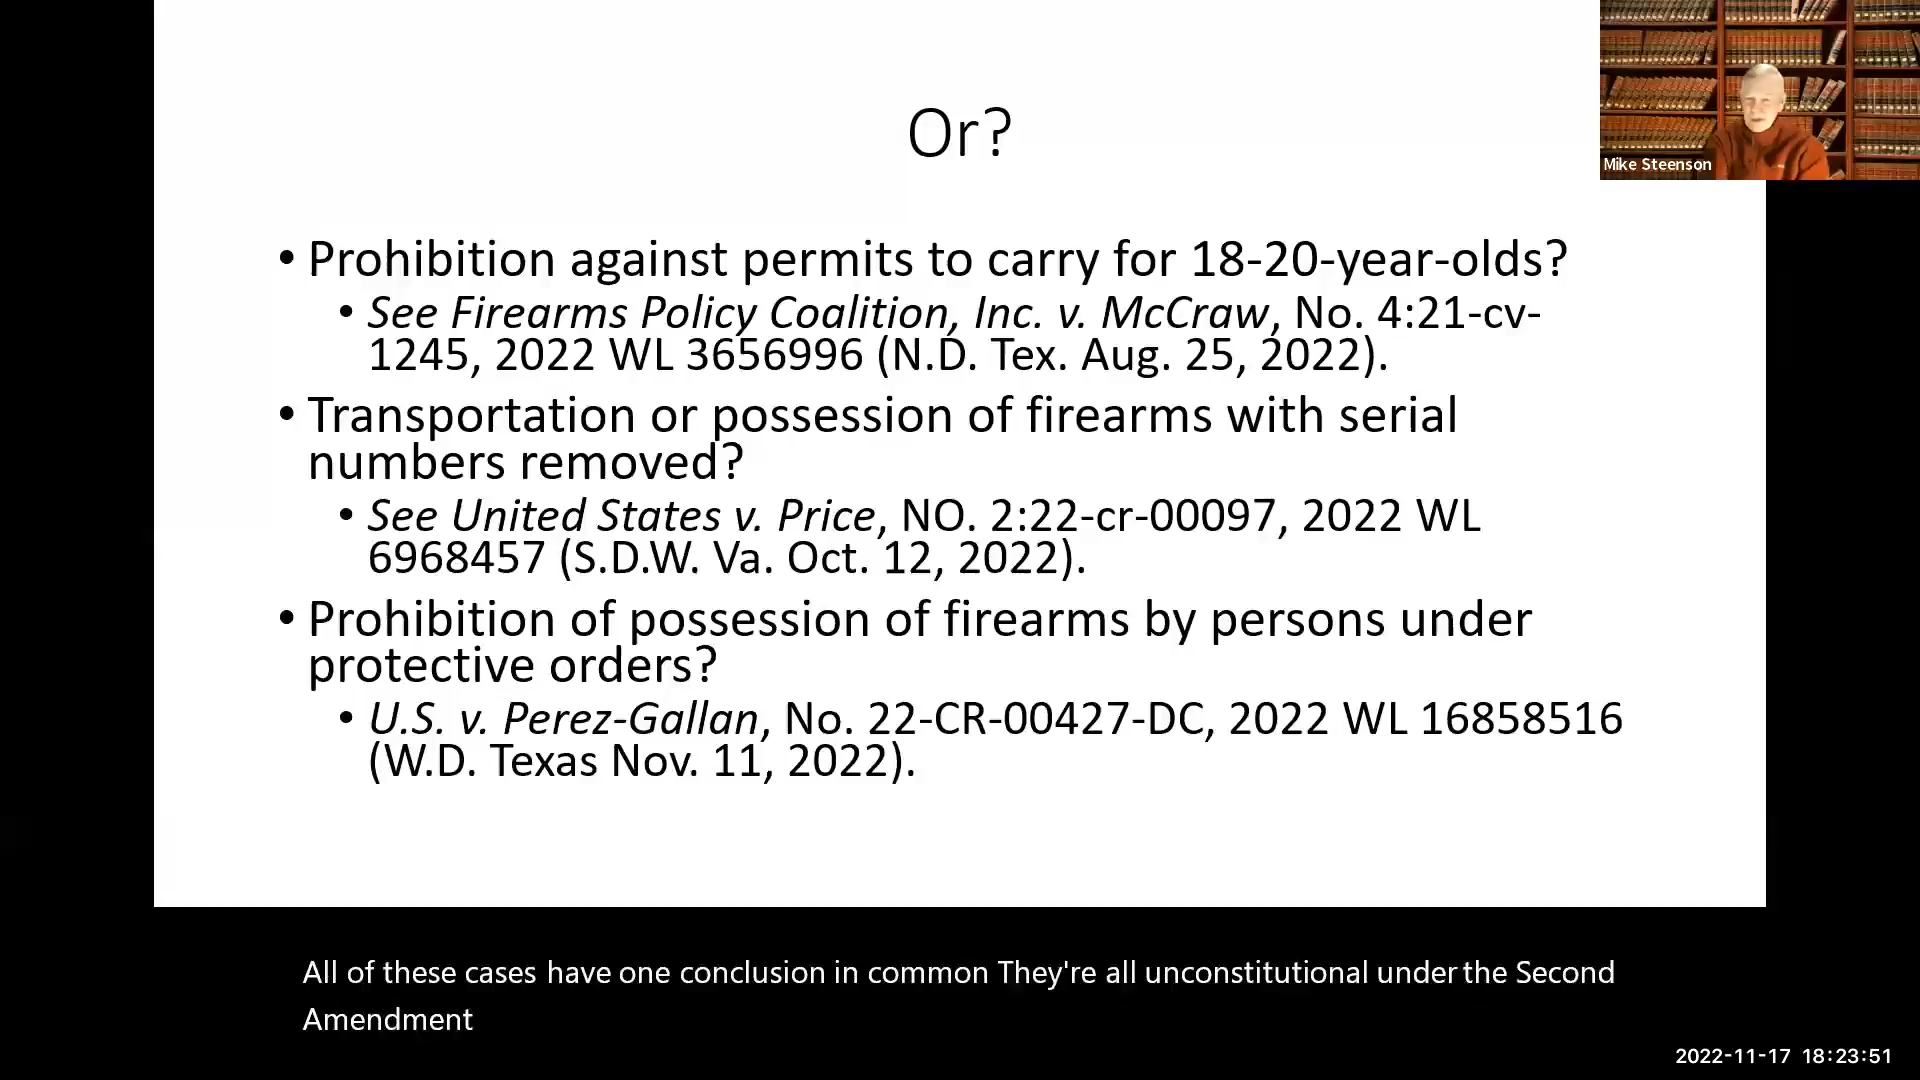 Or?
Mike Steenson
• Prohibition against permits to carry for 18-20-year-olds?
• See Firearms Policy Coalition, Inc. v. McCraw, No. 4:21-cv-
1245, 2022 WL 3656996 (N.D. Tex. Aug. 25, 2022).
• Transportation or possession of firearms with serial
numbers removed?
• See United States v. Price, NO. 2:22-cr-00097, 2022 WL
6968457 (S.D.W. Va. Oct. 12, 2022).
• Prohibition of possession of firearms by persons under
protective orders?
• U.S. v. Perez-Gallan, No. 22-CR-00427-DC, 2022 WL 16858516
(W.D. Texas Nov. 11, 2022).
All of these cases have one conclusion in common They're all unconstitutional under the Second
Amendment
2022-11-17 18:23:51